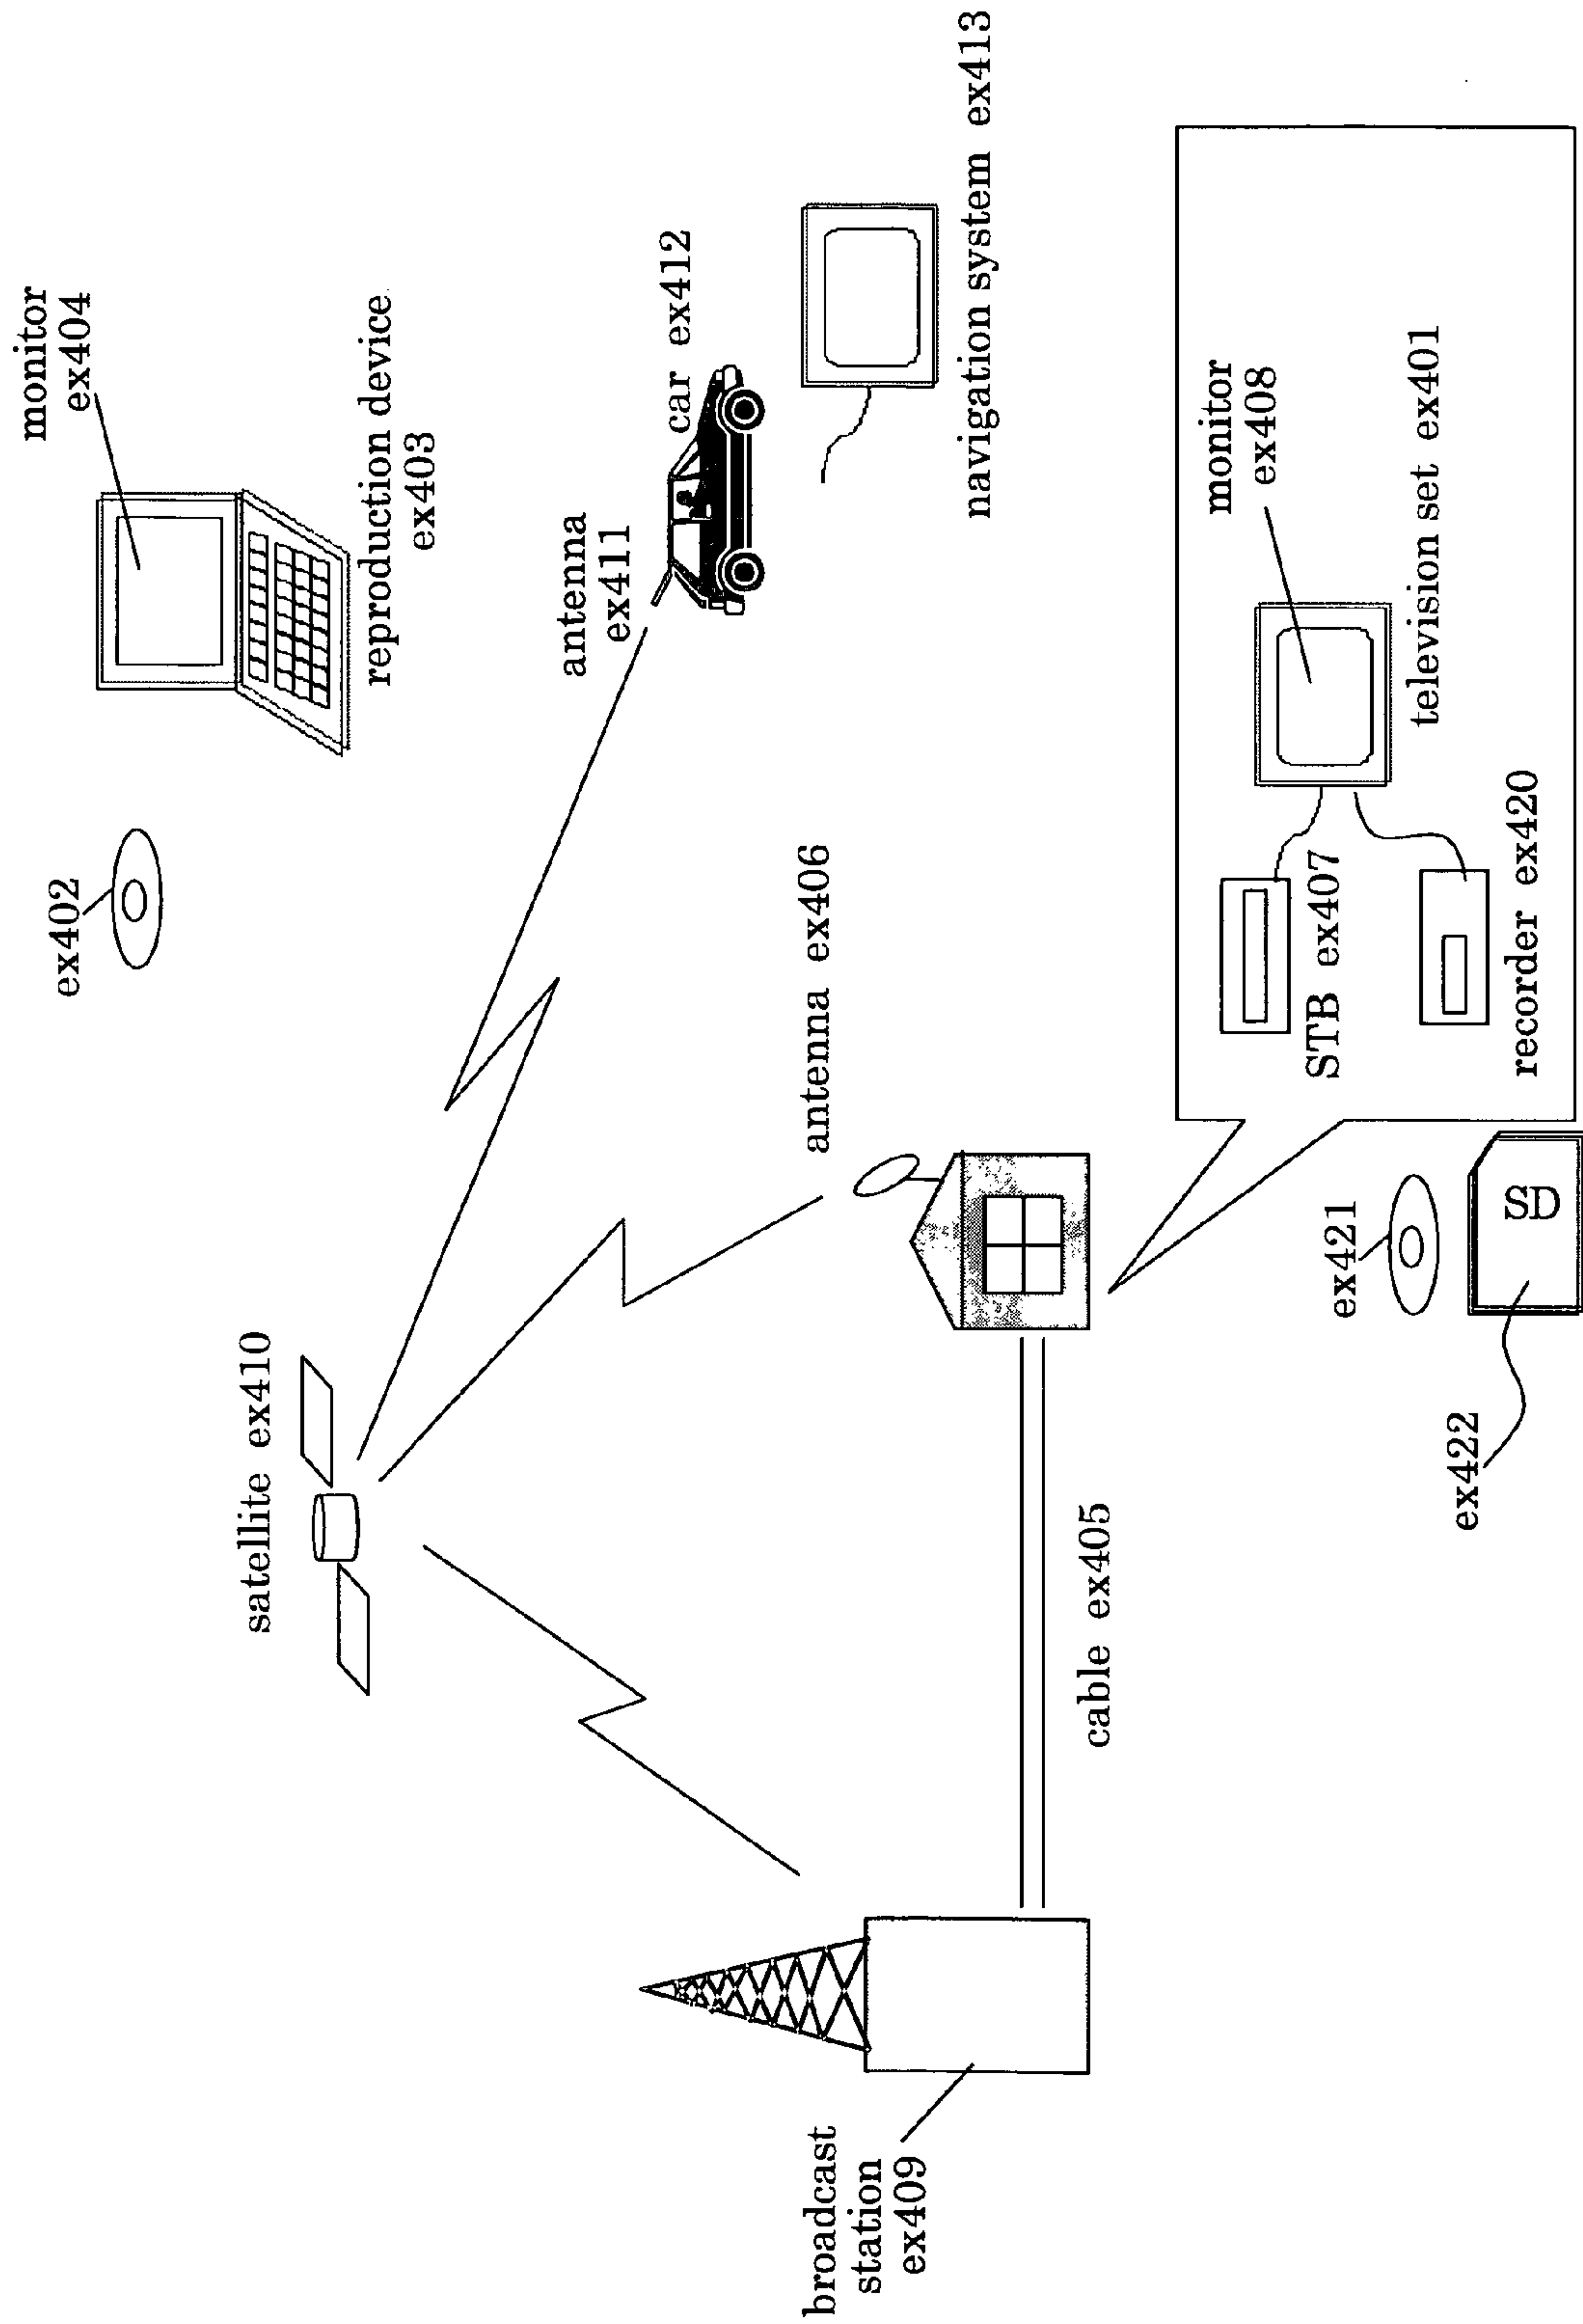 monitor
ex404
ex402
reproduction device
ex403
satellite ex410
antenna
ex411
car ex412
antenna ex406
navigation system ex413
broadcast
station
ex409
cable ex405
monitor
ex408
STB ex407
television set ex401
recorder ex420
ex421
SD
ex422